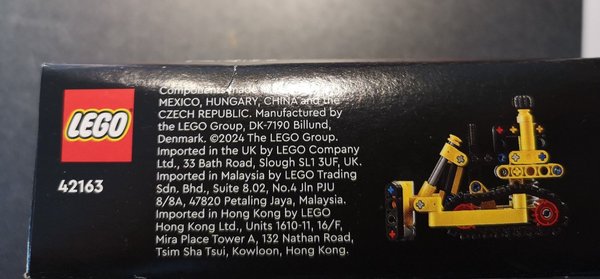 LEGO
42163
Components made
MEXICO, HUNGARY, CHINA and the
CZECH REPUBLIC. Manufactured by
the LEGO Group, DK-7190 Billund,
Denmark. ©2024 The LEGO Group.
Imported in the UK by LEGO Company
Ltd., 33 Bath Road, Slough SL1 3UF, UK.
Imported in Malaysia by LEGO Trading
Sdn. Bhd., Suite 8.02, No.4 Jln PJU
8/8A, 47820 Petaling Jaya, Malaysia.
Imported in Hong Kong by LEGO
Hong Kong Ltd., Units 1610-11, 16/F,
Mira Place Tower A, 132 Nathan Road,
Tsim Sha Tsui, Kowloon, Hong Kong.